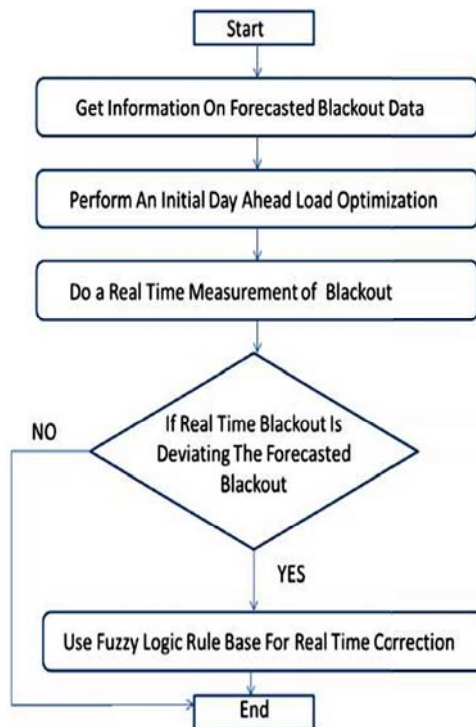 Start
Get Information On Forecasted Blackout Data
Perform An Initial Day Ahead Load Optimization
Do a Real Time Measurement of Blackout
If Real Time Blackout Is
Deviating The Forecasted
Blackout
NO
YES
Use Fuzzy Logic Rule Base For Real Time Correction
End